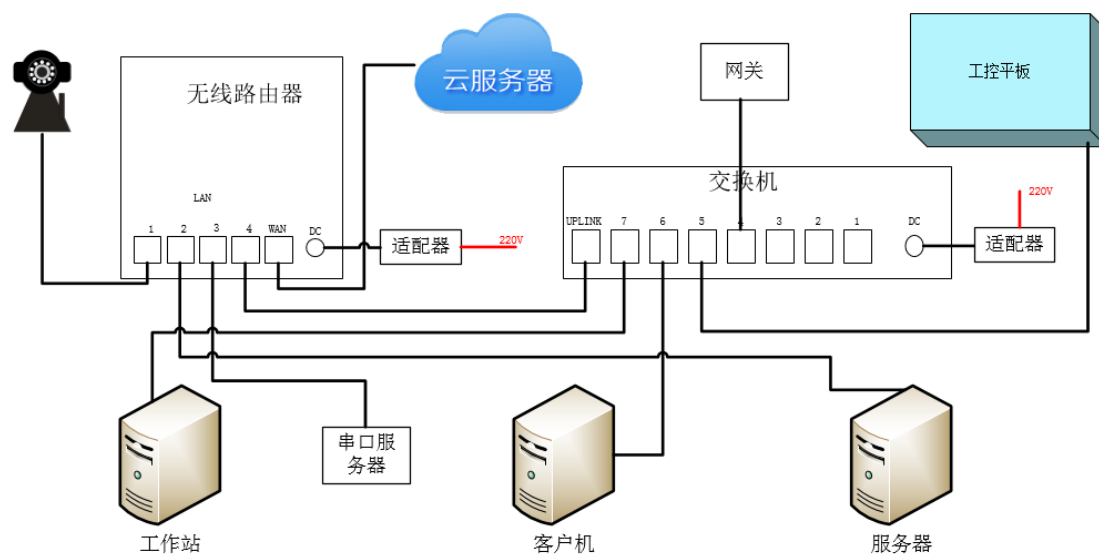 无线路由器
LAN
1
2
3
4
WAN
DC
适配器
220V
云服务器
网关
工控平板
交换机
UPLINK
7
6
5
4
3
2
1
DC
适配器
220V
工作站
串口服
务器
客户机
服务器